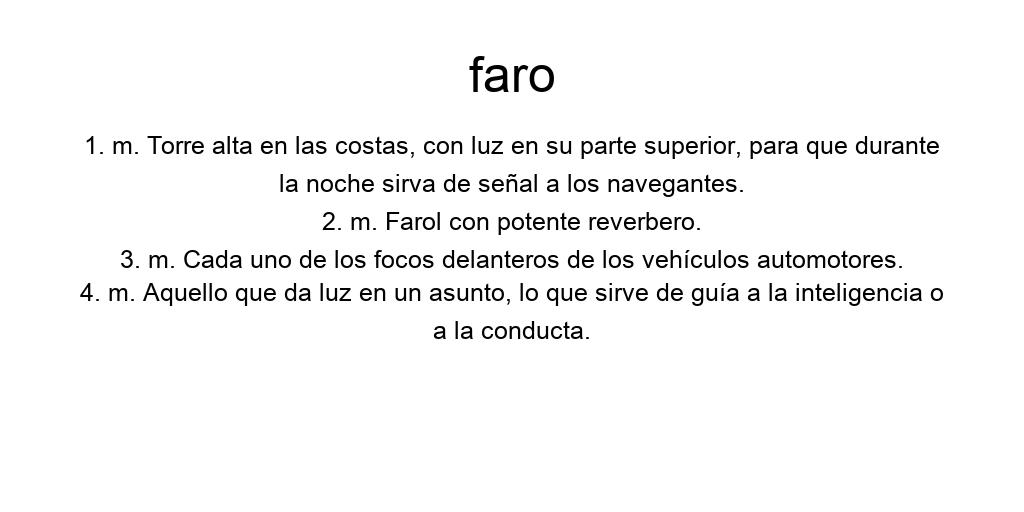 faro
1. m. Torre alta en las costas, con luz en su parte superior, para que durante
la noche sirva de señal a los navegantes.
2. m. Farol con potente reverbero.
3. m. Cada uno de los focos delanteros de los vehículos automotores.
4. m. Aquello que da luz en un asunto, lo que sirve de guía a la inteligencia o
a la conducta.